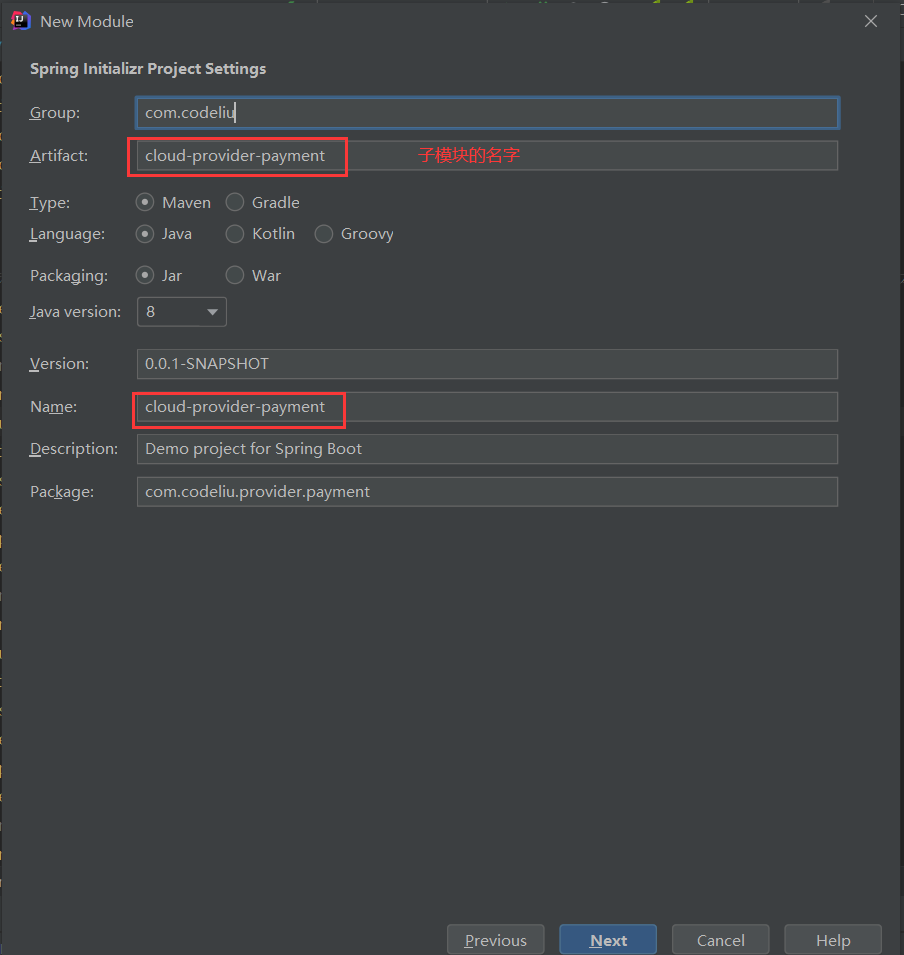 New Module
Spring Initializr Project Settings
Group: com.codeliu
Artifact: cloud-provider-payment 子模块的名字
Type: Maven Gradle
Language: Java Kotlin Groovy
Packaging: Jar War
Java version: 8
Version: 0.0.1-SNAPSHOT
Name: cloud-provider-payment
Description: Demo project for Spring Boot
Package: com.codeliu.provider.payment
Previous Next Cancel Help